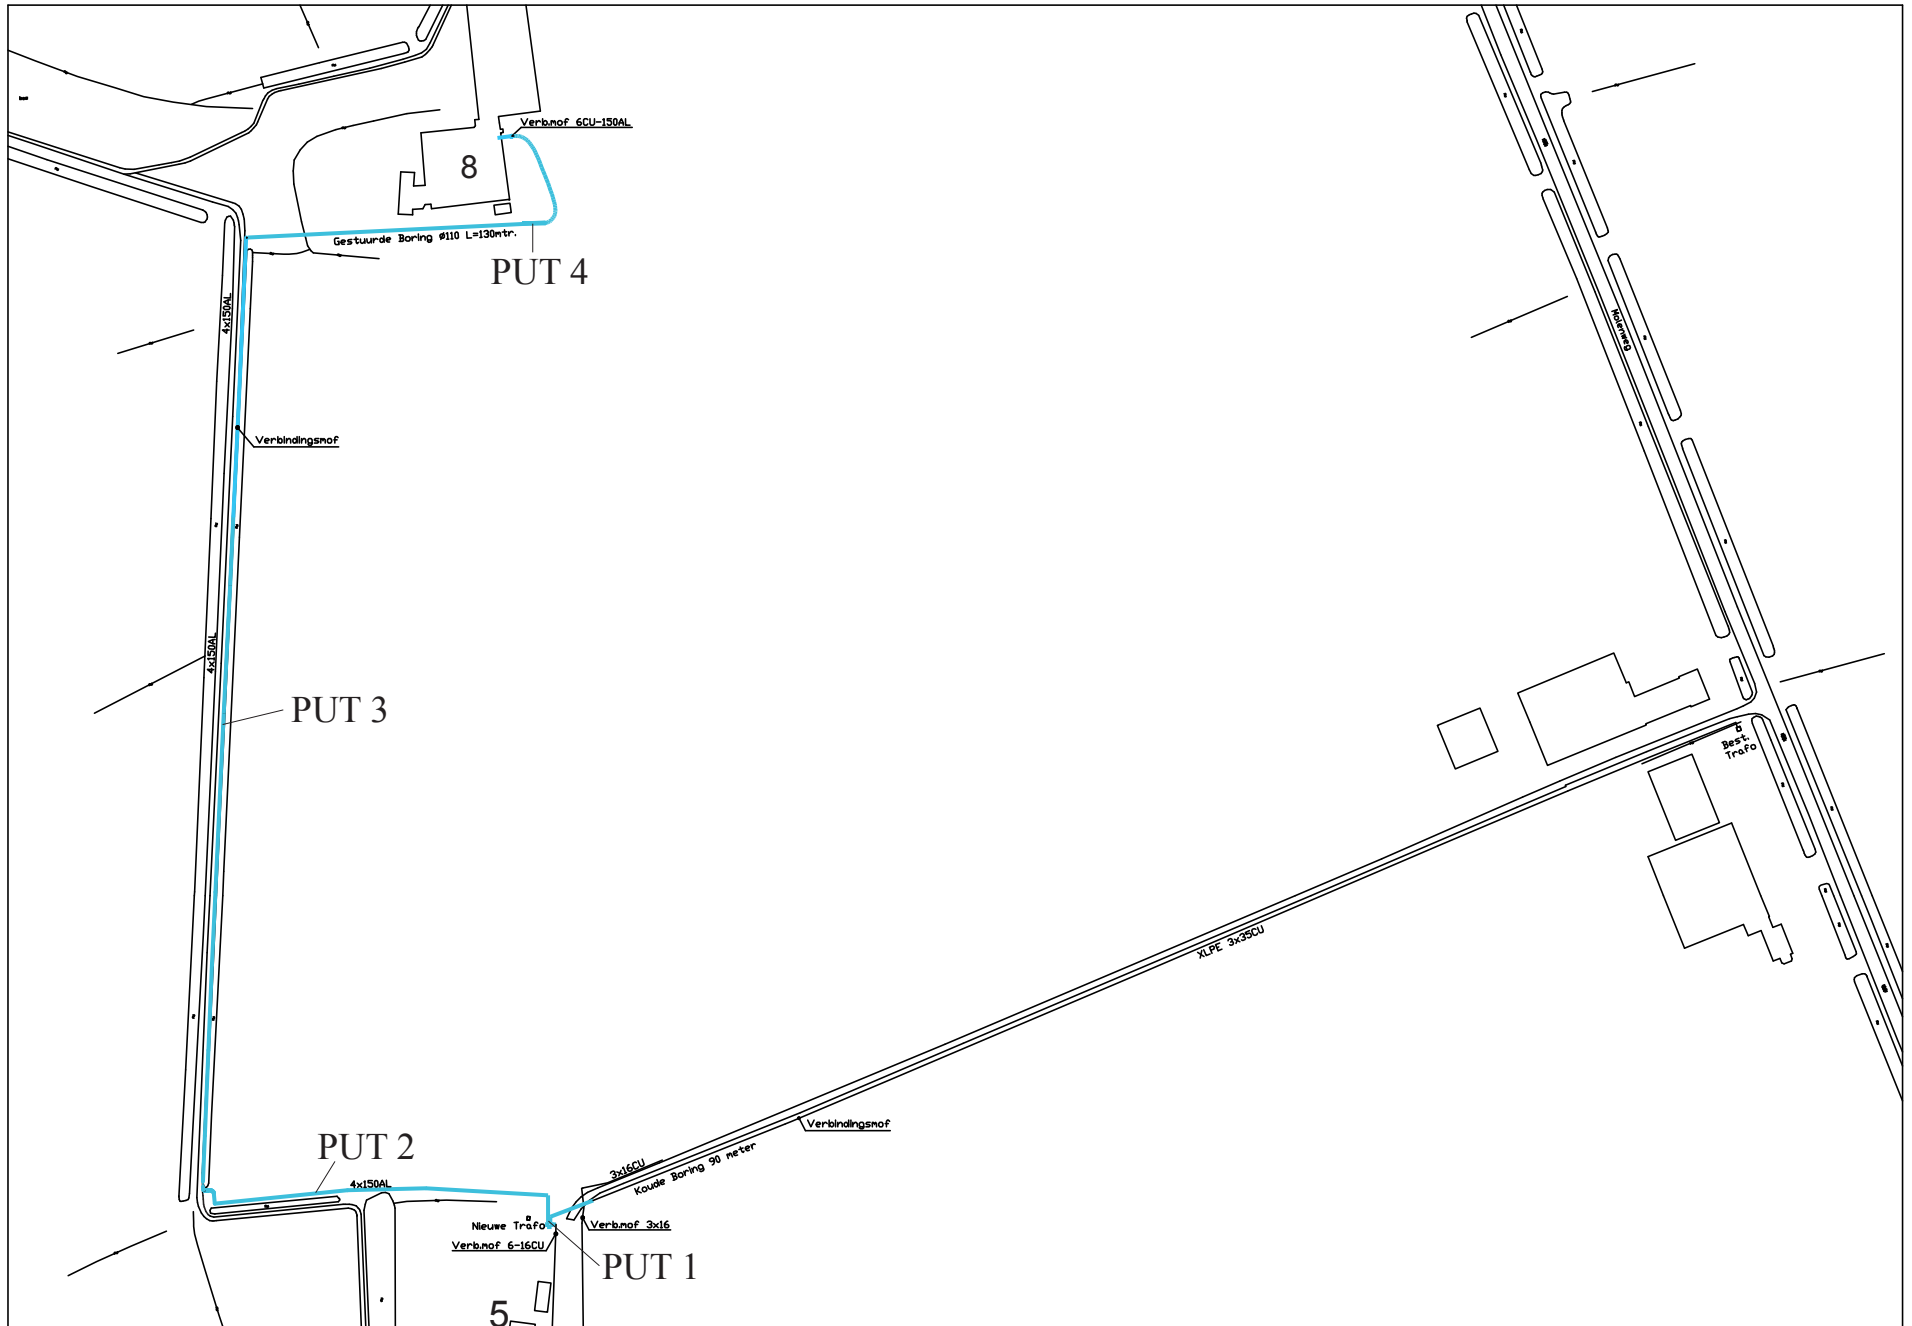 Verb.mof 6CU-150AL
8
Gestuurde Boring ø110 L=130mtr.
PUT 4
4x150AL
Molenweg
Verbindingsmof
4x150AL
PUT 3
Best.
Trafo
XLPE 3x35CU
Verbindingsmof
PUT 2
3x16CU
Koude Boring 90 meter
4x150AL
Nieuwe Trafo
Verb.mof 3x16
Verb.mof 6-16CU
PUT 1
5